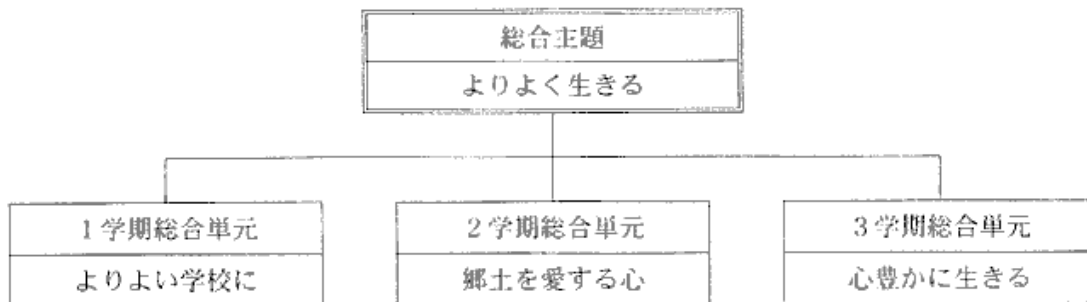 総合主題
よりよく生きる
1学期総合単元
よりよい学校に
2学期総合単元
郷土を愛する心
3学期総合単元
心豊かに生きる